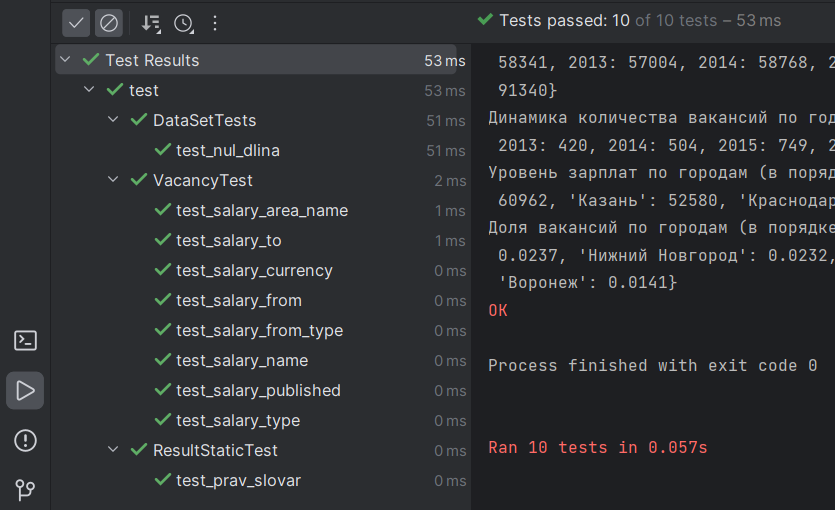 Tests passed: 10 of 10 tests – 53 ms
Test Results 53 ms
test 53 ms
DataSetTests 51 ms
test_nul_dlina 51 ms
VacancyTest 2 ms
test_salary_area_name 1 ms
test_salary_to 1 ms
test_salary_currency 0 ms
test_salary_from 0 ms
test_salary_from_type 0 ms
test_salary_name 0 ms
test_salary_published 0 ms
test_salary_type 0 ms
ResultStaticTest 0 ms
test_prav_slovar 0 ms
58341, 2013: 57004, 2014: 58768, 2
91340}
Динамика количества вакансий по год
2013: 420, 2014: 504, 2015: 749, 2
Уровень зарплат по городам (в поряд
60962, 'Казань': 52580, 'Краснодар
Доля вакансий по городам (в порядке
0.0237, 'Нижний Новгород': 0.0232,
'Воронеж': 0.0141}
OK
Process finished with exit code 0
Ran 10 tests in 0.057s